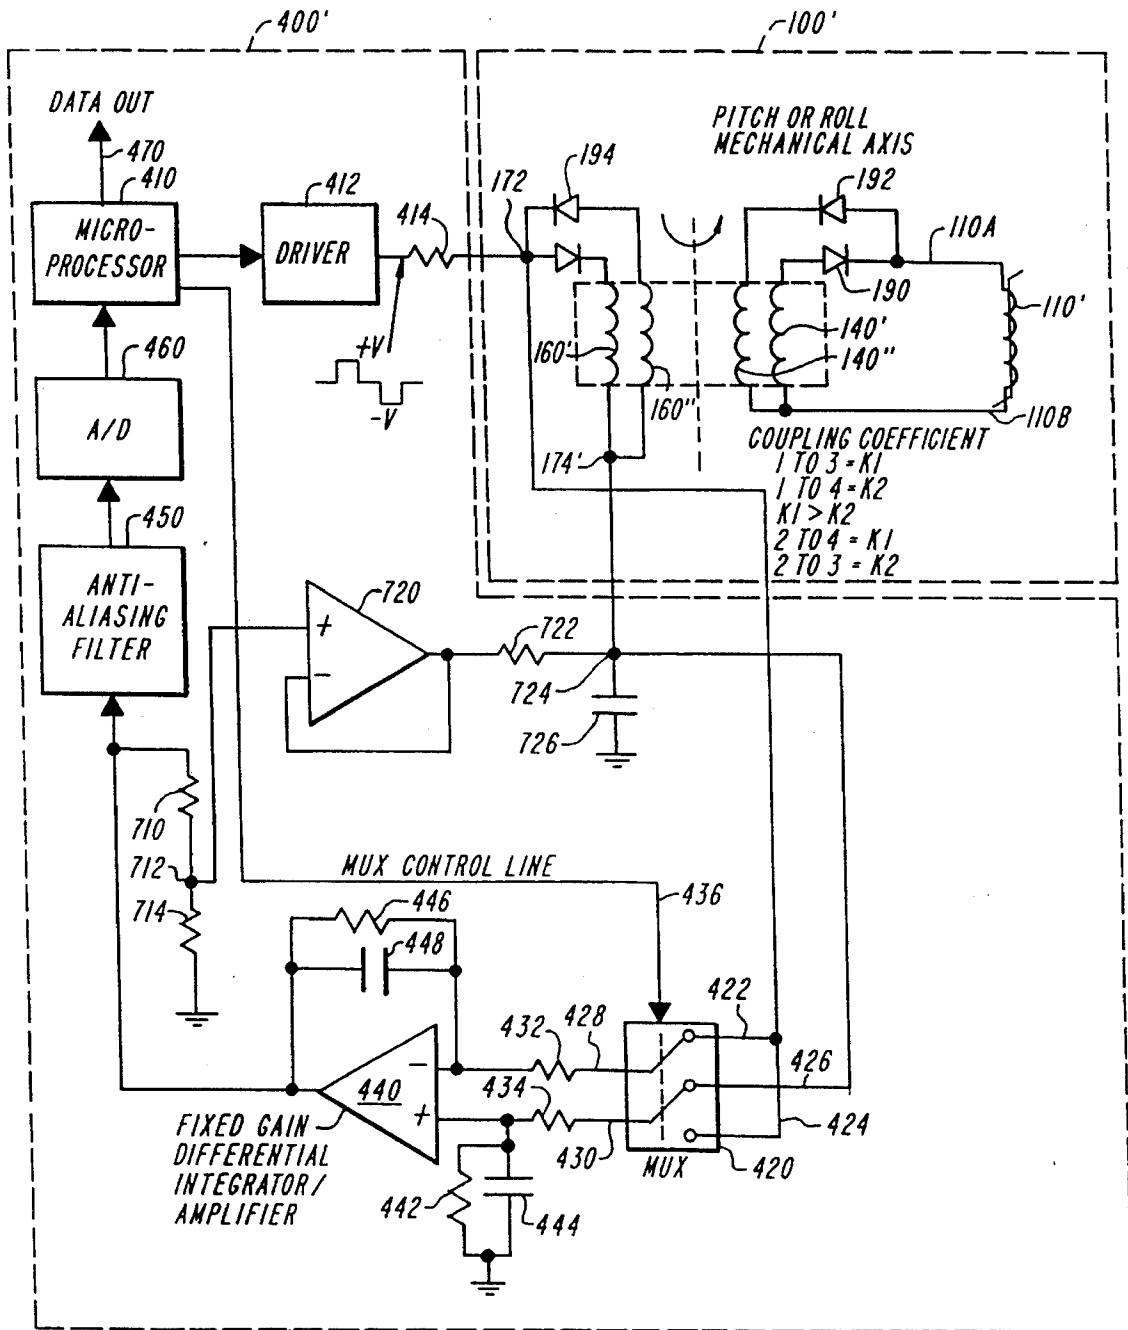 400'
100'
DATA OUT
470
410
MICRO-
PROCESSOR
412
DRIVER
414
172
194
PITCH OR ROLL
MECHANICAL AXIS
192
110A
190
110'
+V
-V
160'
160"
140'
140"
110B
460
A/D
174'
COUPLING COEFFICIENT
1 TO 3 = K1
1 TO 4 = K2
K1 > K2
2 TO 4 = K1
2 TO 3 = K2
450
ANTI-
ALIASING
FILTER
720
+
-
722
724
726
710
712
714
MUX CONTROL LINE
436
446
448
432
428
422
426
434
424
-
440
+
430
MUX
420
FIXED GAIN
DIFFERENTIAL
INTEGRATOR/
AMPLIFIER
442
444